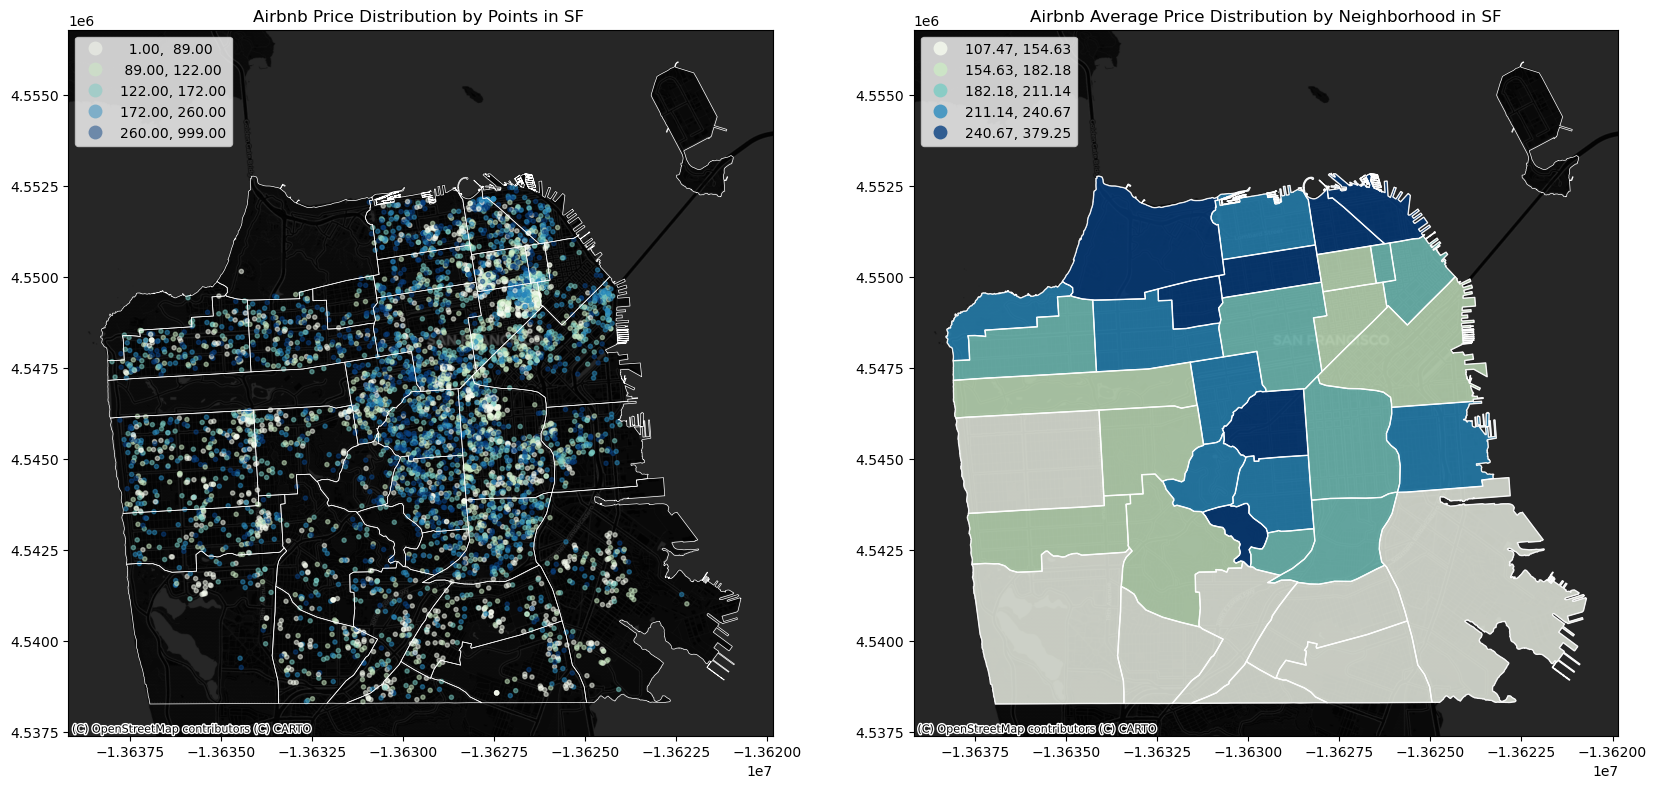 Airbnb Price Distribution by Points in SF
1e6
1.00, 89.00
89.00, 122.00
122.00, 172.00
172.00, 260.00
260.00, 999.00
4.5550
4.5525
4.5500
4.5475
4.5450
4.5425
4.5400
4.5375
SAN FRANCISCO
(C) OpenStreetMap contributors (C) CARTO
−1.36375 −1.36350 −1.36325 −1.36300 −1.36275 −1.36250 −1.36225 −1.36200
1e7
Airbnb Average Price Distribution by Neighborhood in SF
1e6
107.47, 154.63
154.63, 182.18
182.18, 211.14
211.14, 240.67
240.67, 379.25
4.5550
4.5525
4.5500
4.5475
4.5450
4.5425
4.5400
4.5375
SAN FRANCISCO
(C) OpenStreetMap contributors (C) CARTO
−1.36375 −1.36350 −1.36325 −1.36300 −1.36275 −1.36250 −1.36225 −1.36200
1e7